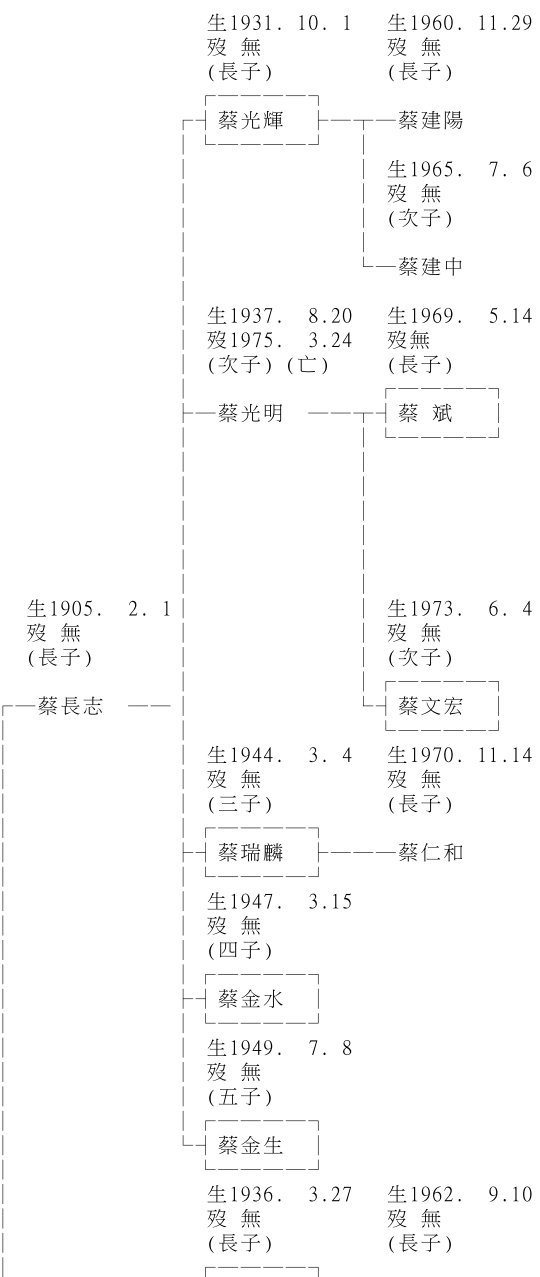 生1931. 10. 1 生1960. 11.29
歿 無 歿 無
(長子) (長子)
蔡光輝 蔡建陽
生1965. 7. 6
歿 無
(次子)
蔡建中
生1937. 8.20 生1969. 5.14
歿1975. 3.24 歿無
(次子) (亡) (長子)
蔡光明 蔡 斌
生1905. 2. 1 生1973. 6. 4
歿 無 歿 無
(長子) (次子)
蔡長志 蔡文宏
生1944. 3. 4 生1970. 11.14
歿 無 歿 無
(三子) (長子)
蔡瑞麟 蔡仁和
生1947. 3.15
歿 無
(四子)
蔡金水
生1949. 7. 8
歿 無
(五子)
蔡金生
生1936. 3.27 生1962. 9.10
歿 無 歿 無
(長子) (長子)